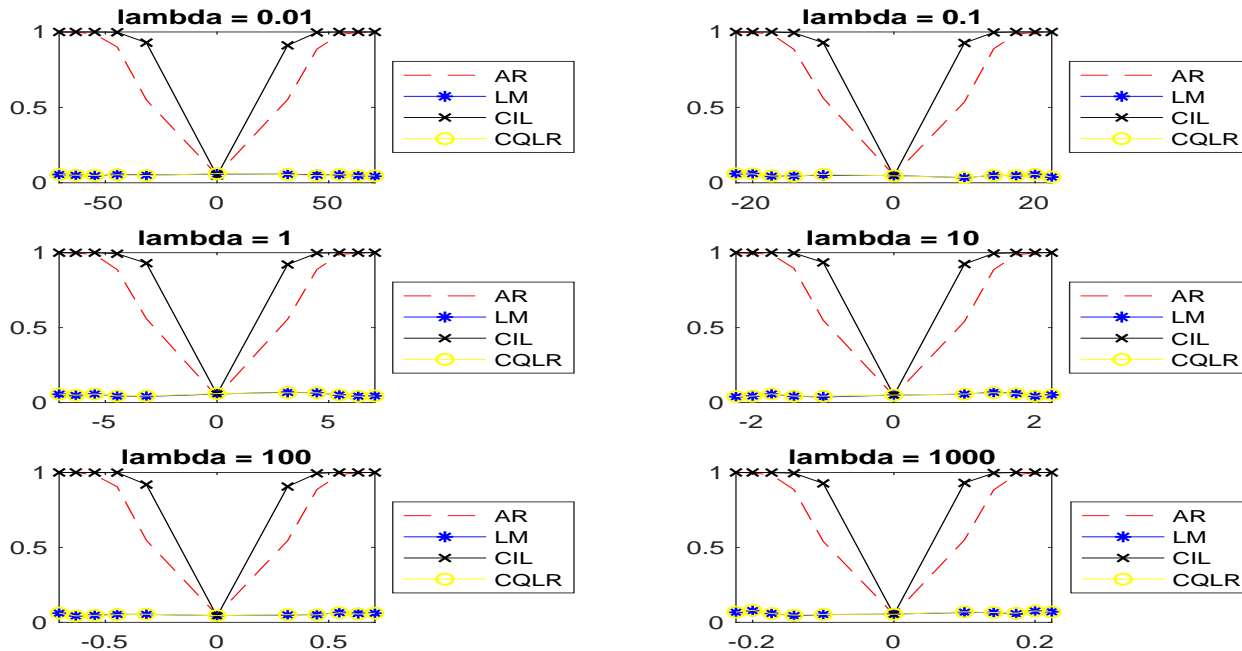 lambda = 0.01
1
0.5
0
-50
0
50
AR
LM
CIL
CQLR
lambda = 0.1
1
0.5
0
-20
0
20
AR
LM
CIL
CQLR
lambda = 1
1
0.5
0
-5
0
5
AR
LM
CIL
CQLR
lambda = 10
1
0.5
0
-2
0
2
AR
LM
CIL
CQLR
lambda = 100
1
0.5
0
-0.5
0
0.5
AR
LM
CIL
CQLR
lambda = 1000
1
0.5
0
-0.2
0
0.2
AR
LM
CIL
CQLR